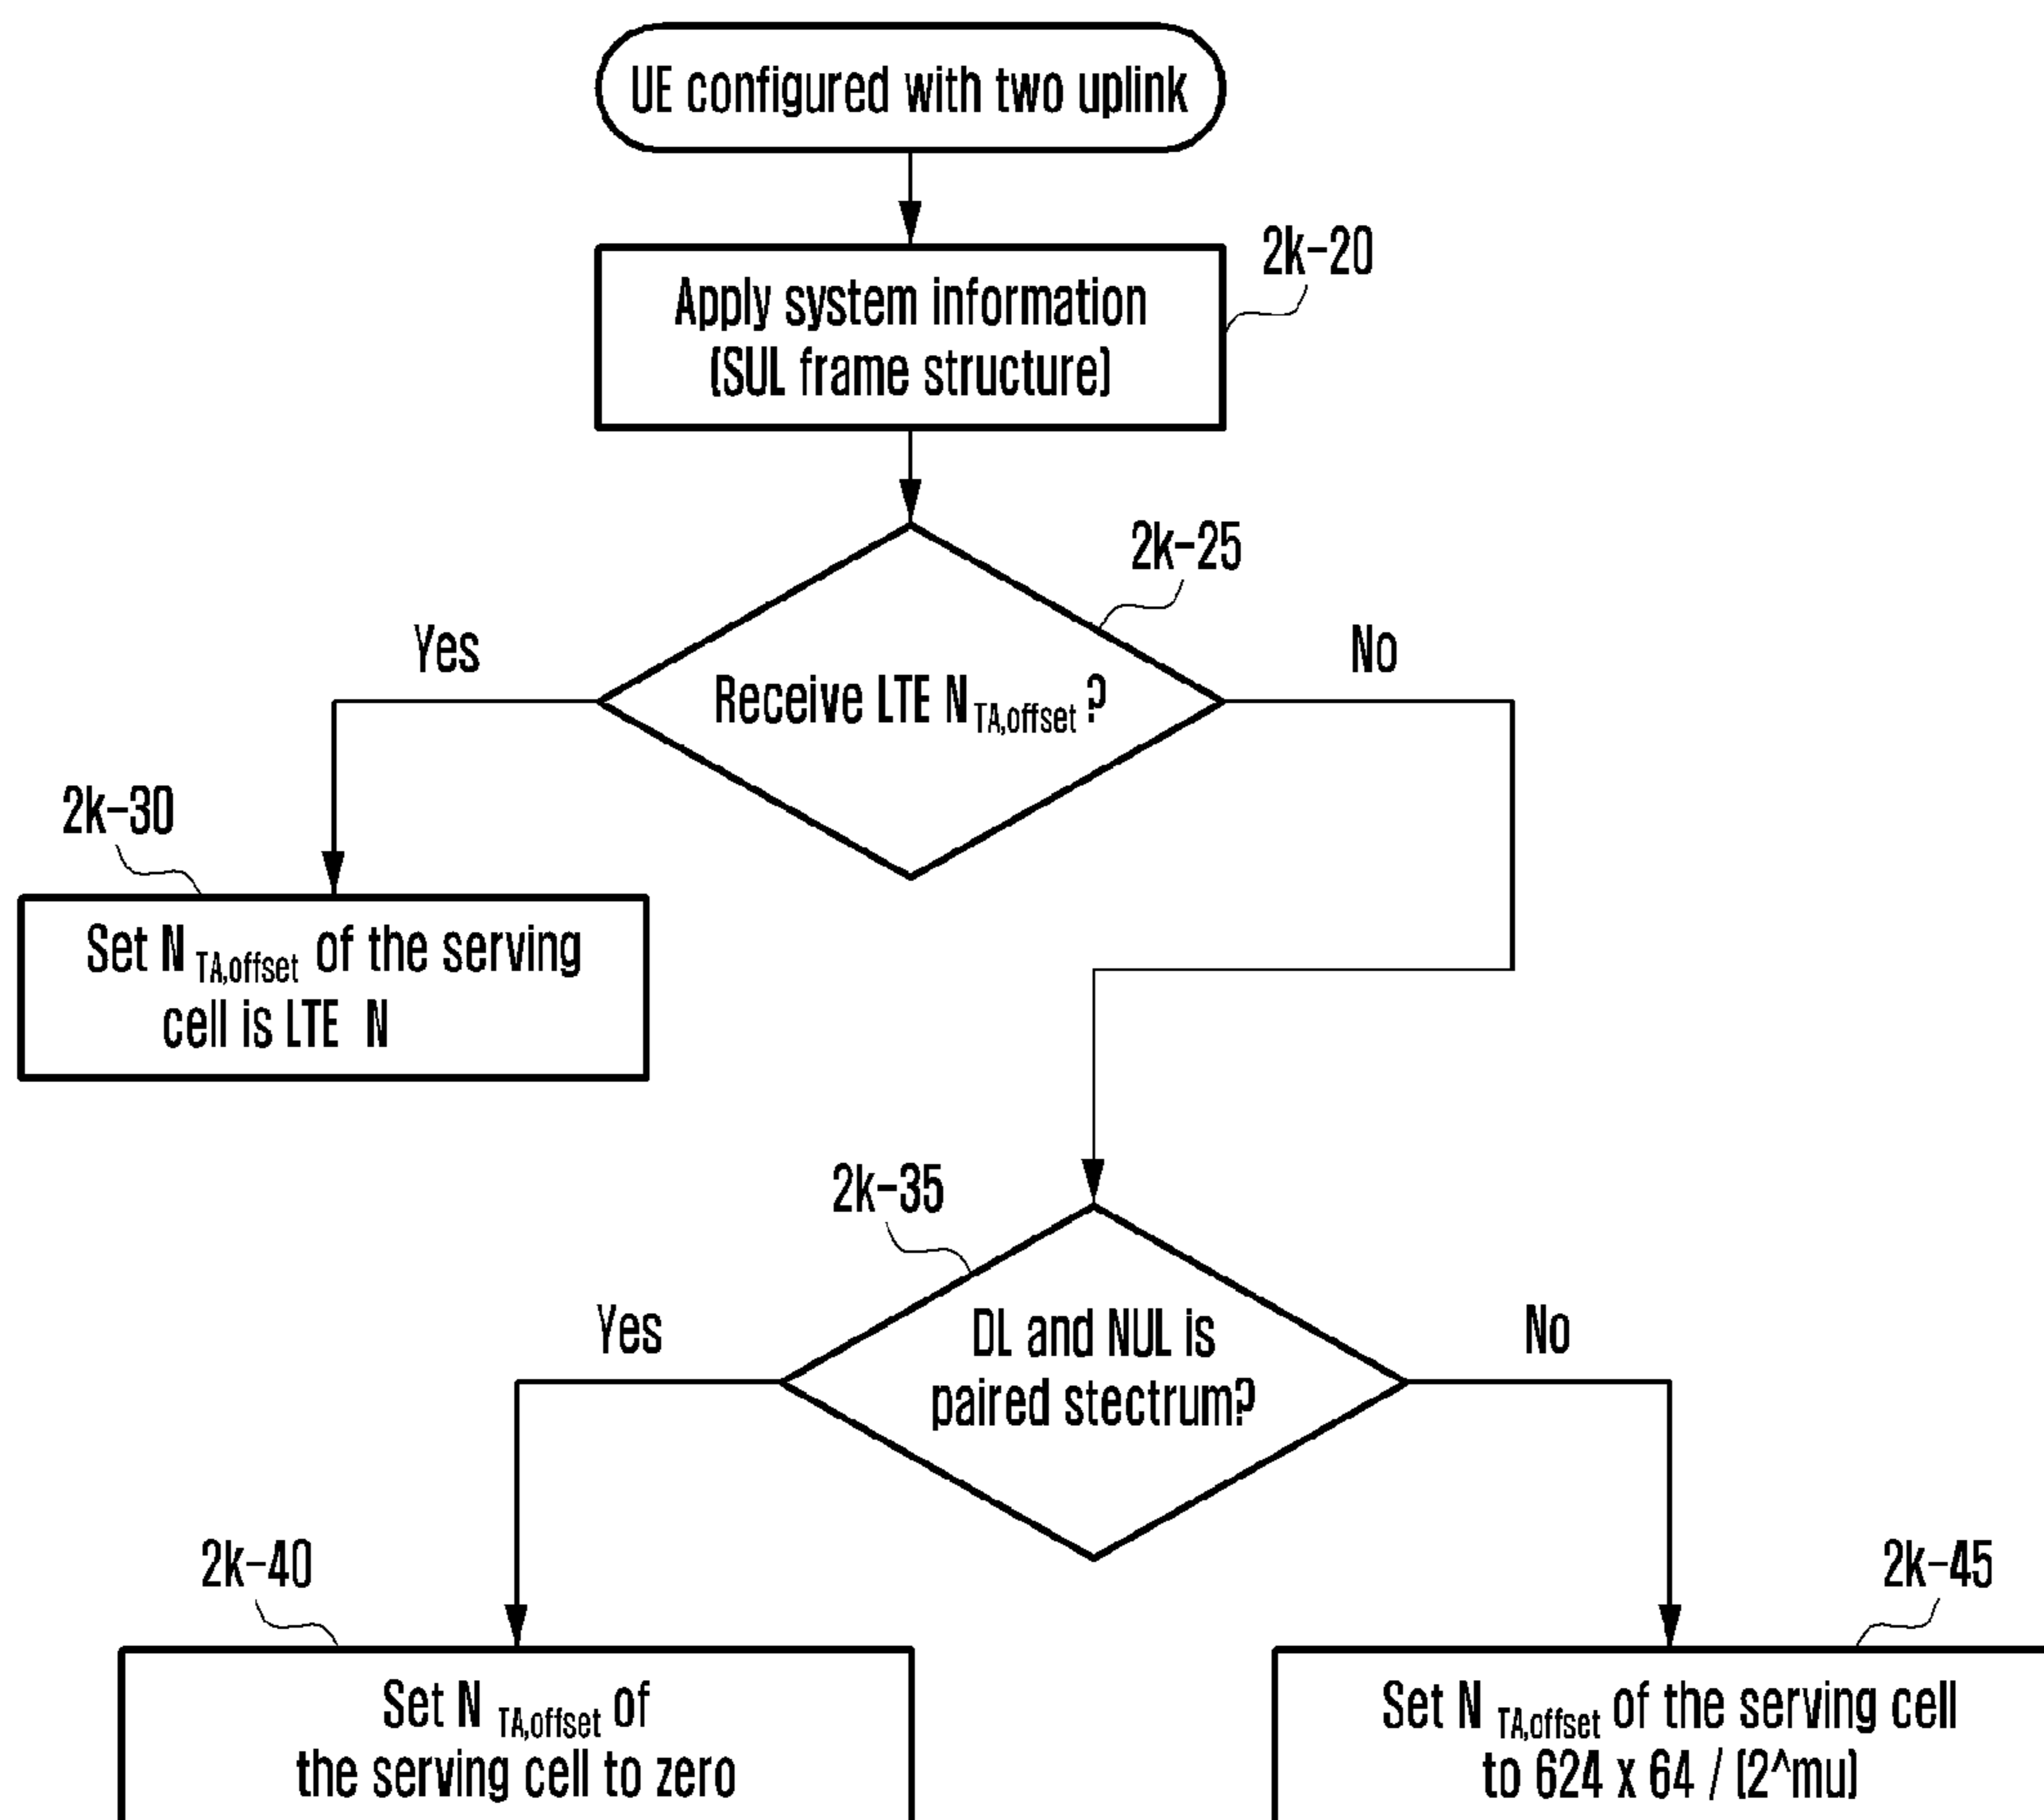 UE configured with two uplink
2k-20
Apply system information
(SUL frame structure)
2k-25
Yes
No
Receive LTE N TA,offset ?
2k-30
Set N TA,offset of the serving
cell is LTE N
2k-35
Yes
No
DL and NUL is
paired stectrum?
2k-40
2k-45
Set N TA,offset of
the serving cell to zero
Set N TA,offset of the serving cell
to 624 x 64 / (2^mu)